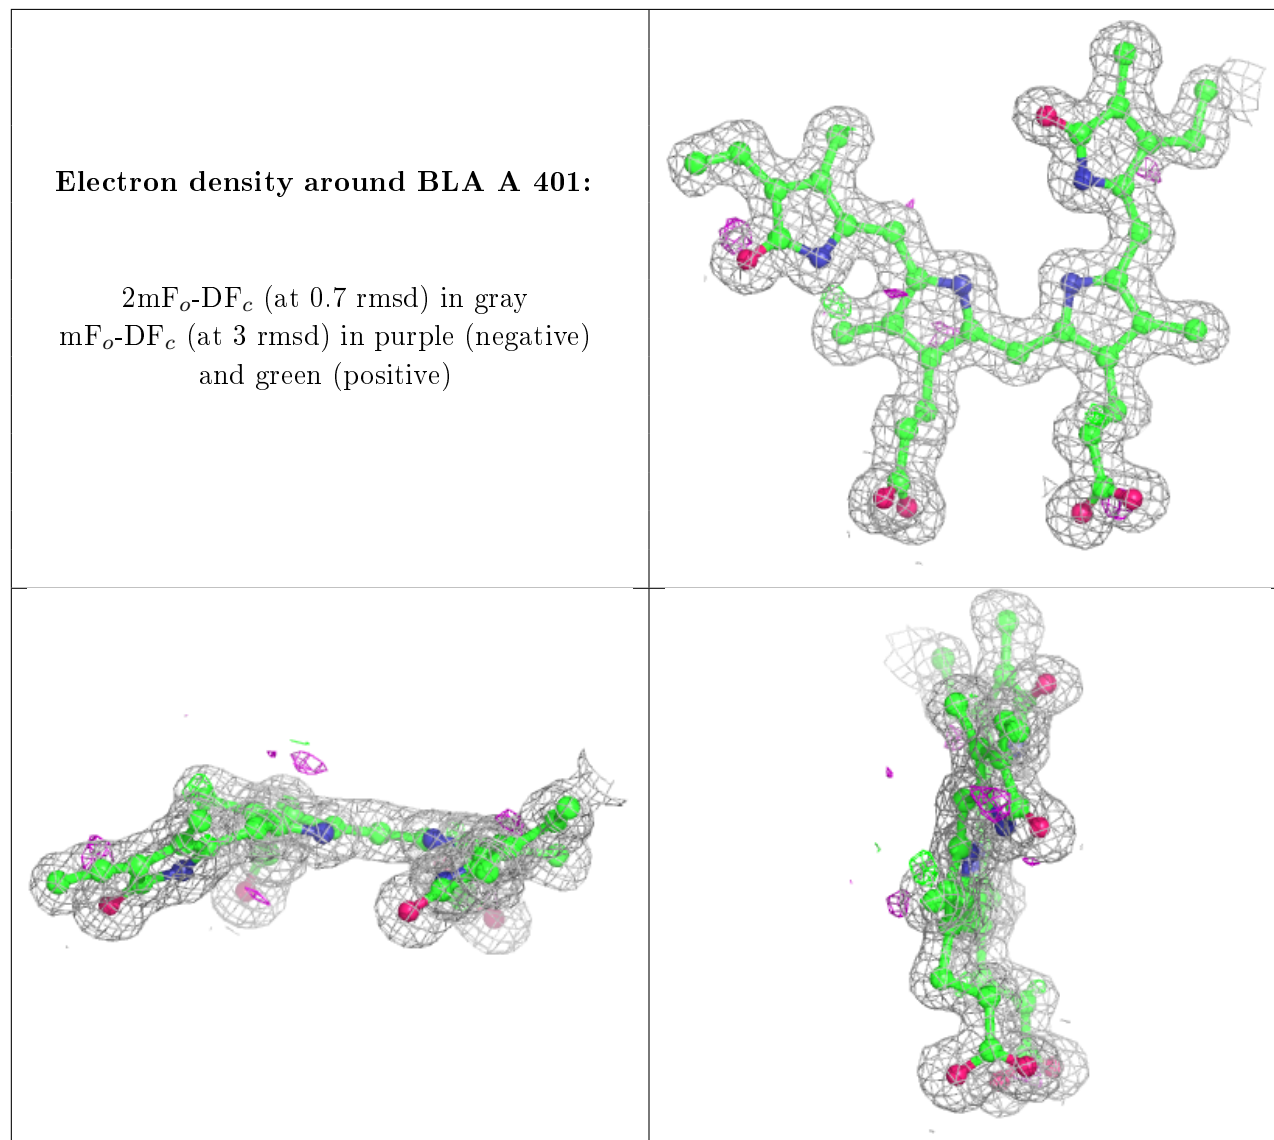 Electron density around BLA A 401:
2mFₒ-DF𝒸 (at 0.7 rmsd) in gray
mFₒ-DF𝒸 (at 3 rmsd) in purple (negative)
and green (positive)